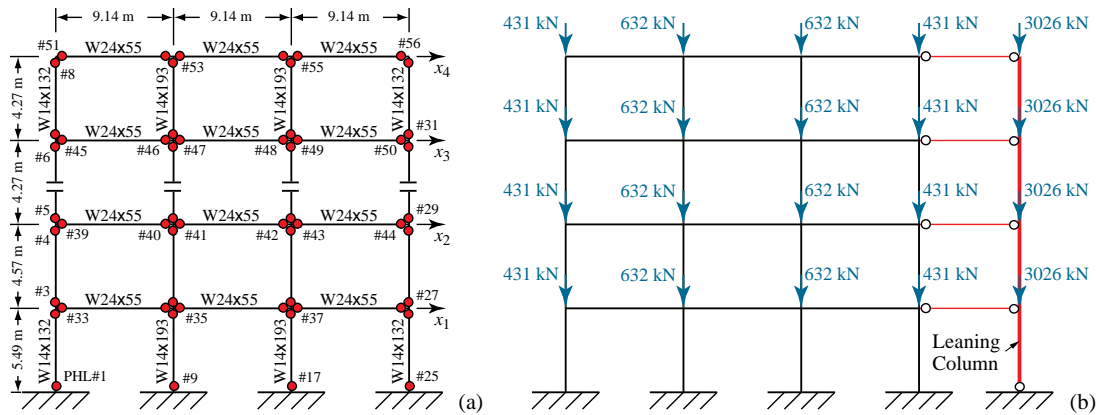 9.14 m 9.14 m 9.14 m
#51 W24x55 W24x55 W24x55 #56
#8 #53 #55 x4
4.27 m W14x132 W14x193 W14x193 W14x132
W24x55 W24x55 W24x55 #31
#6 #45 #46 #47 #48 #49 #50 x3
4.27 m
#5 W24x55 W24x55 W24x55 #29
#4 #39 #40 #41 #42 #43 #44 x2
4.57 m
#3 W24x55 W24x55 W24x55 #27
#33 #35 #37 x1
5.49 m W14x132 W14x193 W14x193 W14x132
PHL#1 #9 #17 #25
(a)
431 kN 632 kN 632 kN 431 kN 3026 kN
431 kN 632 kN 632 kN 431 kN 3026 kN
431 kN 632 kN 632 kN 431 kN 3026 kN
431 kN 632 kN 632 kN 431 kN 3026 kN
Leaning
Column
(b)